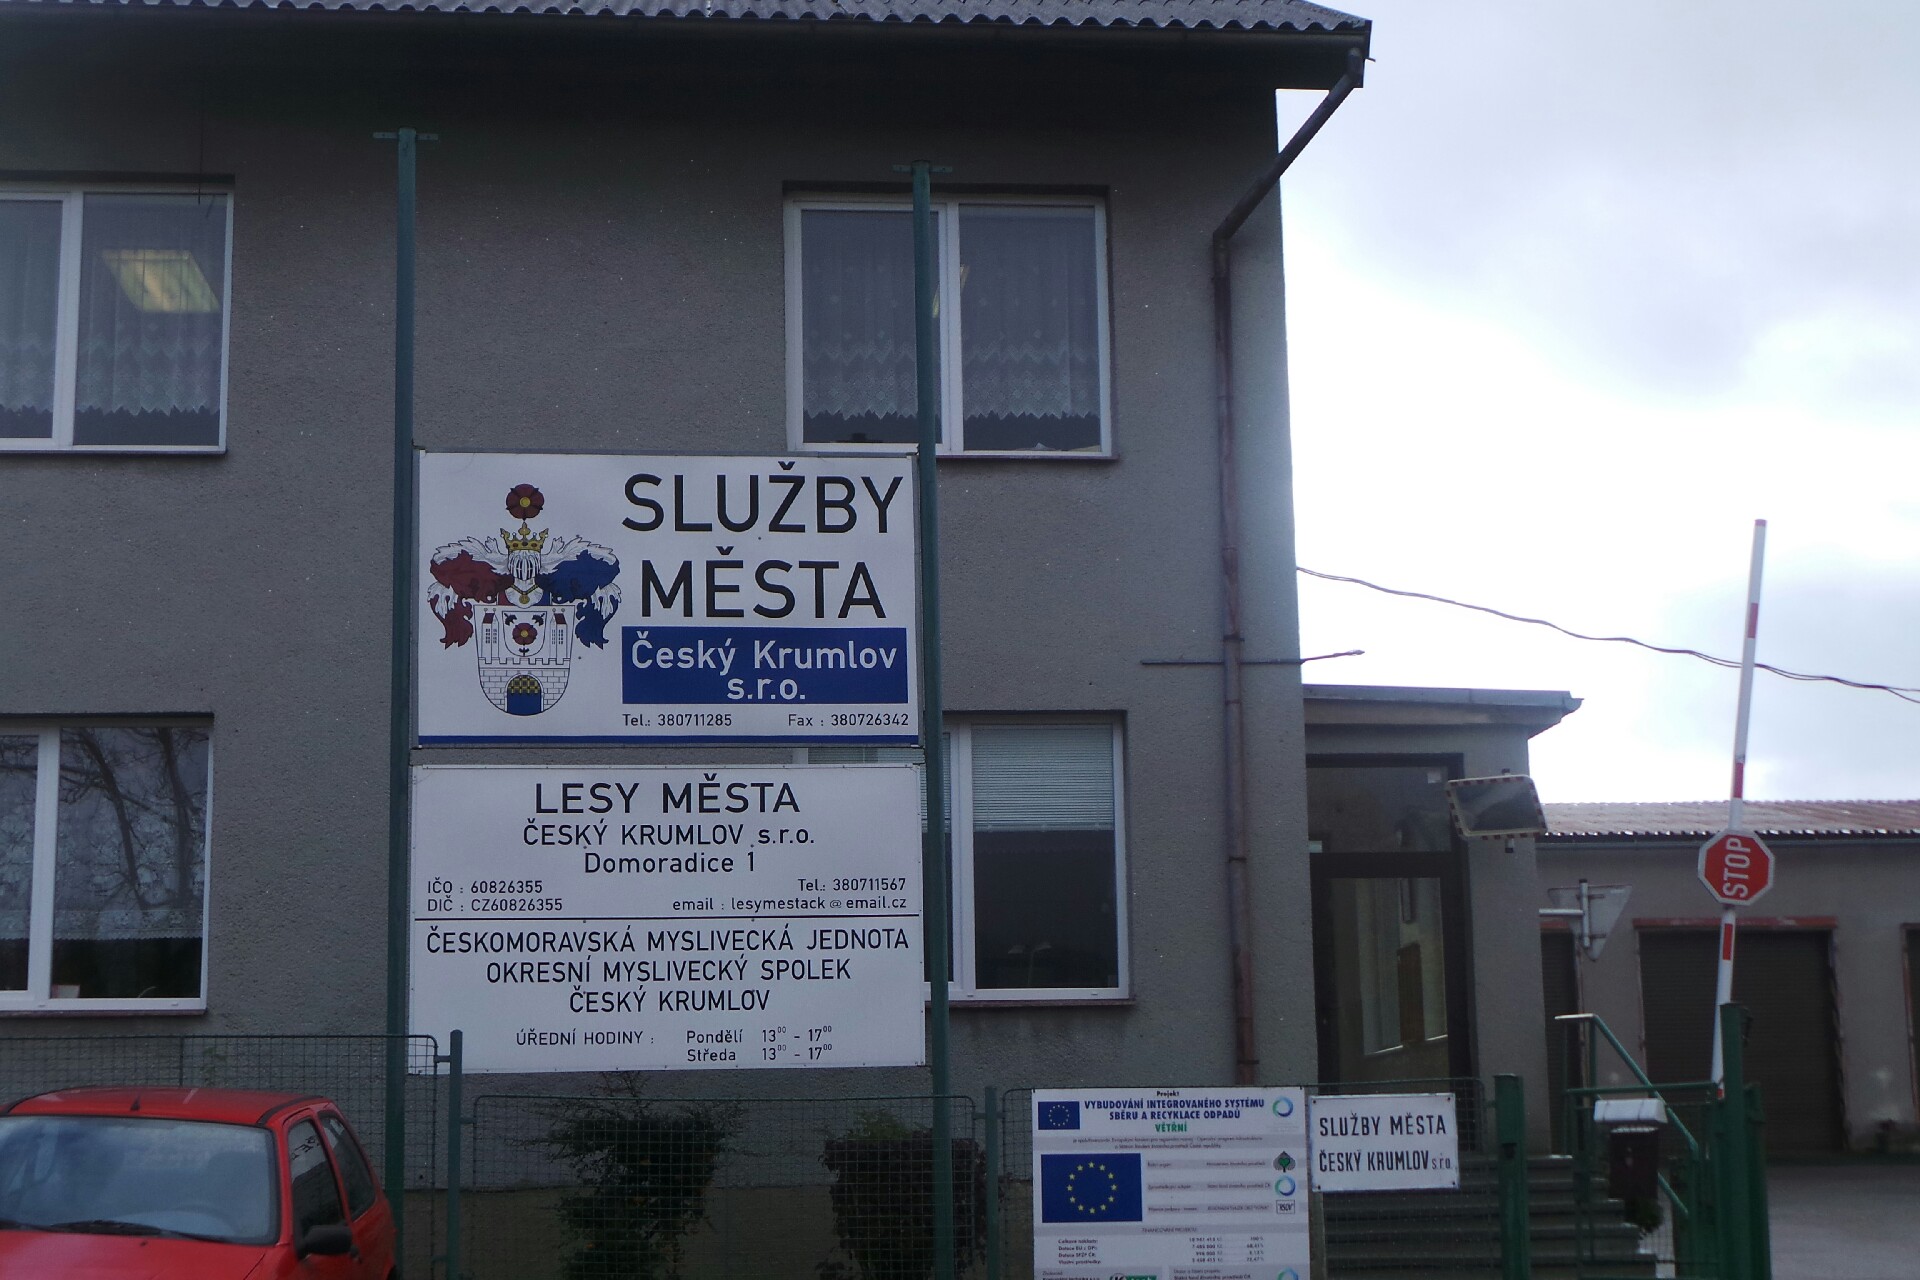 SLUŽBY
MĚSTA
Český Krumlov
s.r.o.
Tel.: 380711285 Fax : 380726342
LESY MĚSTA
ČESKÝ KRUMLOV s.r.o.
Domoradice 1
IČO : 60826355 Tel.: 380711567
DIČ : CZ60826355 email : lesymestack@email.cz
ČESKOMORAVSKÁ MYSLIVECKÁ JEDNOTA
OKRESNÍ MYSLIVECKÝ SPOLEK
ČESKÝ KRUMLOV
ÚŘEDNÍ HODINY : Pondělí 13⁰⁰ - 17⁰⁰
Středa 13⁰⁰ - 17⁰⁰
STOP
Projekt
VYBUDOVÁNÍ INTEGROVANÉHO SYSTÉMU
SBĚRU A RECYKLACE ODPADŮ
VĚTŘNÍ
SLUŽBY MĚSTA
ČESKÝ KRUMLOV s.r.o.